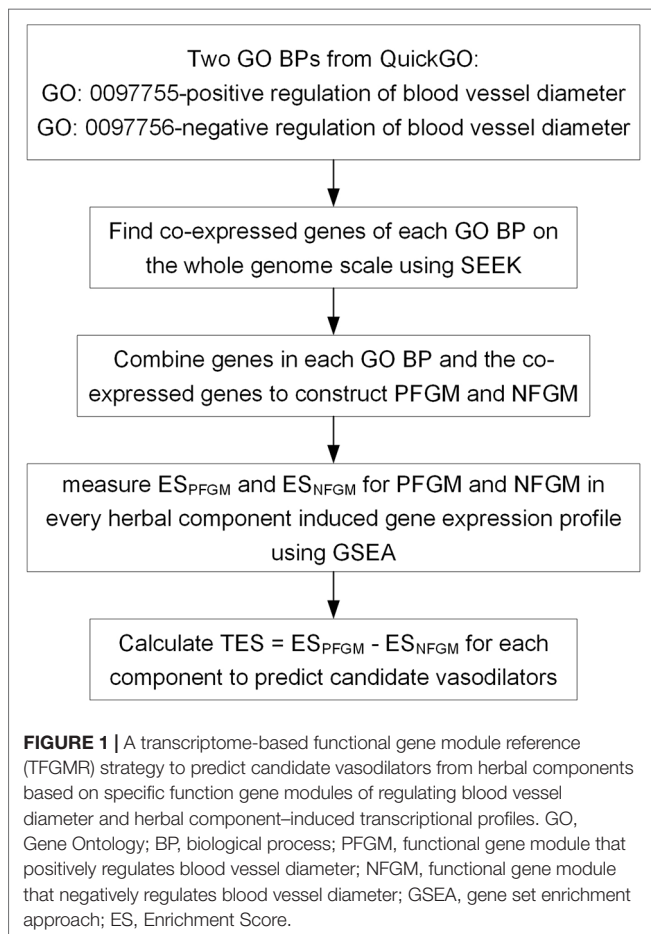 Two GO BPs from QuickGO:
GO: 0097755-positive regulation of blood vessel diameter
GO: 0097756-negative regulation of blood vessel diameter
Find co-expressed genes of each GO BP on
the whole genome scale using SEEK
Combine genes in each GO BP and the co-
expressed genes to construct PFGM and NFGM
measure ES_PFGM and ES_NFGM for PFGM and NFGM in
every herbal component induced gene expression profile
using GSEA
Calculate TES = ES_PFGM - ES_NFGM for each
component to predict candidate vasodilators
FIGURE 1 | A transcriptome-based functional gene module reference
(TFGMR) strategy to predict candidate vasodilators from herbal components
based on specific function gene modules of regulating blood vessel
diameter and herbal component–induced transcriptional profiles. GO,
Gene Ontology; BP, biological process; PFGM, functional gene module that
positively regulates blood vessel diameter; NFGM, functional gene module
that negatively regulates blood vessel diameter; GSEA, gene set enrichment
approach; ES, Enrichment Score.